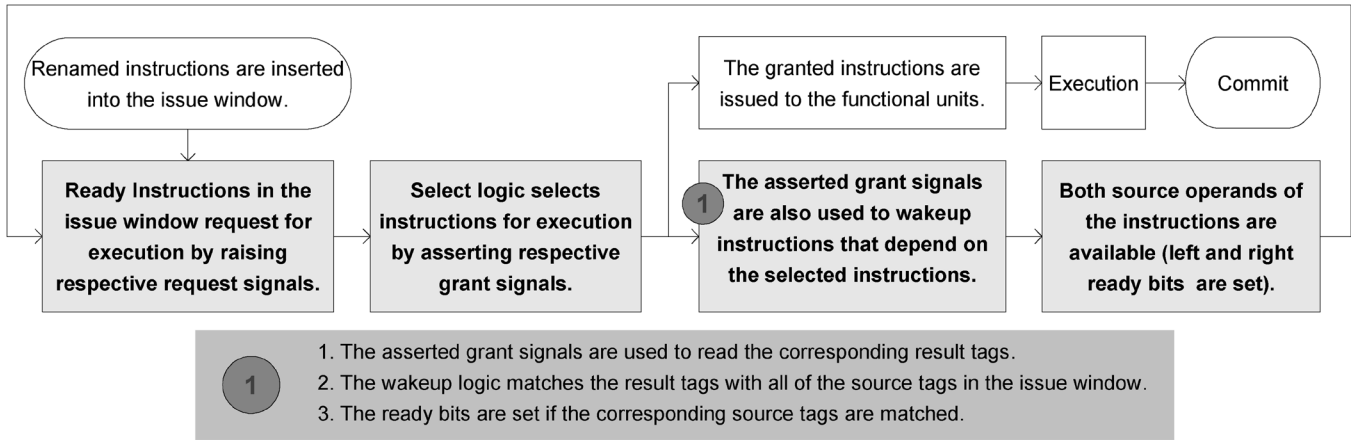 Renamed instructions are inserted
into the issue window.
The granted instructions are
issued to the functional units.
Execution
Commit
Ready Instructions in the
issue window request for
execution by raising
respective request signals.
Select logic selects
instructions for execution
by asserting respective
grant signals.
1
The asserted grant signals
are also used to wakeup
instructions that depend on
the selected instructions.
Both source operands of
the instructions are
available (left and right
ready bits are set).
1
1. The asserted grant signals are used to read the corresponding result tags.
2. The wakeup logic matches the result tags with all of the source tags in the issue window.
3. The ready bits are set if the corresponding source tags are matched.